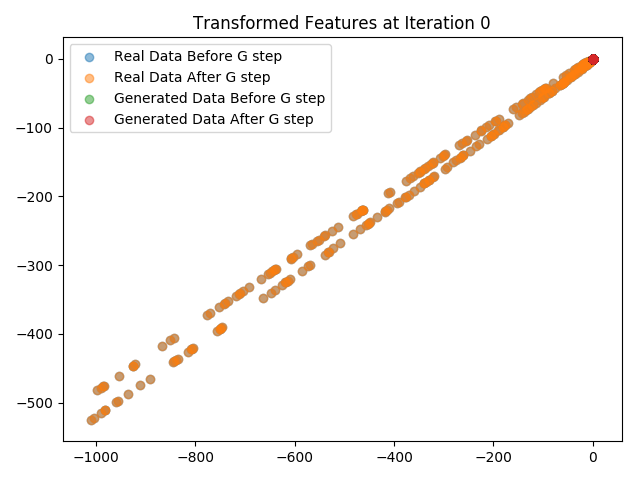 Transformed Features at Iteration 0
Real Data Before G step
Real Data After G step
Generated Data Before G step
Generated Data After G step
0
−100
−200
−300
−400
−500
−1000
−800
−600
−400
−200
0